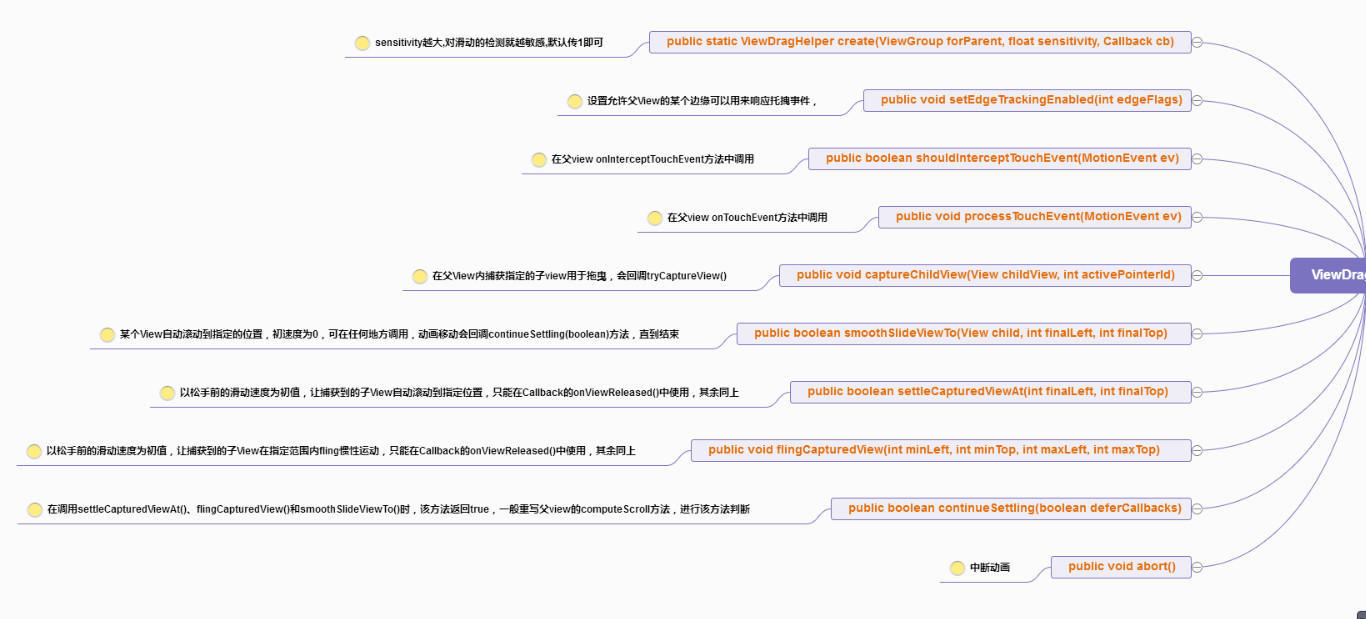 sensitivity越大,对滑动的检测就越敏感,默认传1即可
public static ViewDragHelper create(ViewGroup forParent, float sensitivity, Callback cb)
设置允许父View的某个边缘可以用来响应托拽事件，
public void setEdgeTrackingEnabled(int edgeFlags)
在父view onInterceptTouchEvent方法中调用
public boolean shouldInterceptTouchEvent(MotionEvent ev)
在父view onTouchEvent方法中调用
public void processTouchEvent(MotionEvent ev)
在父View内捕获指定的子view用于拖曳，会回调tryCaptureView()
public void captureChildView(View childView, int activePointerId)
ViewDrag
某个View自动滚动到指定的位置，初速度为0，可在任何地方调用，动画移动会回调continueSettling(boolean)方法，直到结束
public boolean smoothSlideViewTo(View child, int finalLeft, int finalTop)
以松手前的滑动速度为初值，让捕获到的子View自动滚动到指定位置，只能在Callback的onViewReleased()中使用，其余同上
public boolean settleCapturedViewAt(int finalLeft, int finalTop)
以松手前的滑动速度为初值，让捕获到的子View在指定范围内fling惯性运动，只能在Callback的onViewReleased()中使用，其余同上
public void flingCapturedView(int minLeft, int minTop, int maxLeft, int maxTop)
在调用settleCapturedViewAt()、flingCapturedView()和smoothSlideViewTo()时，该方法返回true，一般重写父view的computeScroll方法，进行该方法判断
public boolean continueSettling(boolean deferCallbacks)
中断动画
public void abort()